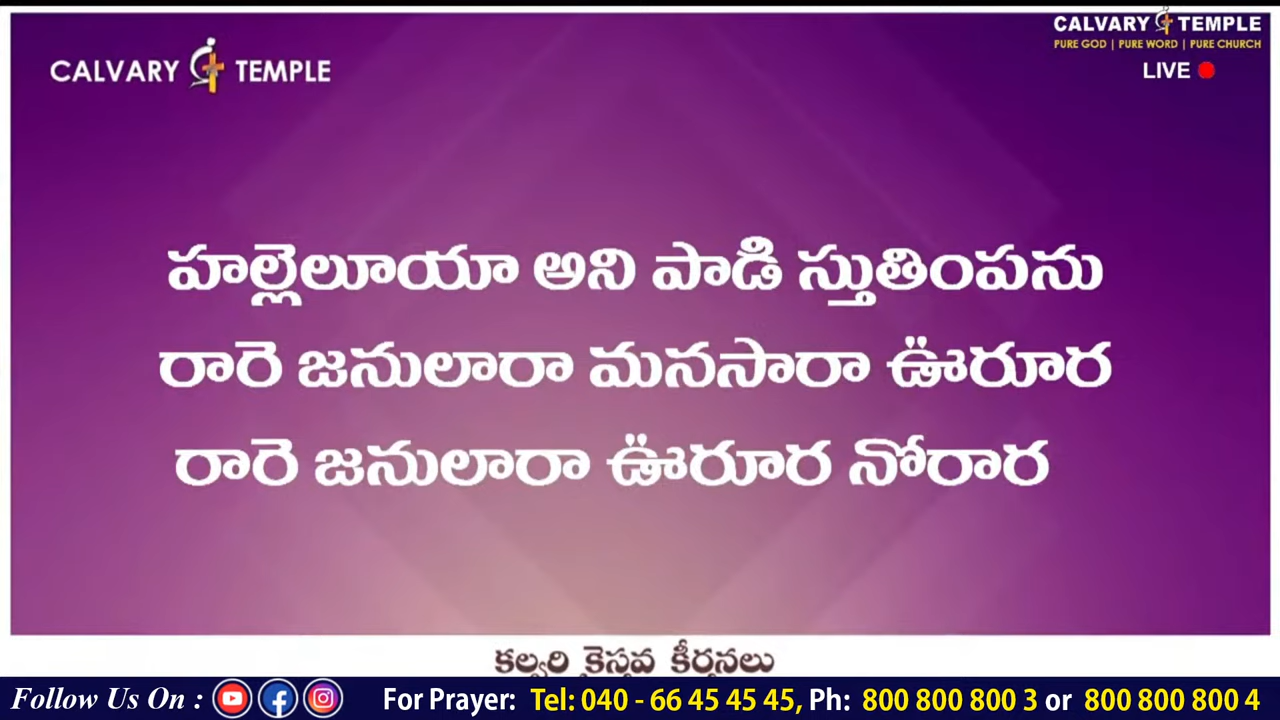 CALVARY TEMPLE
PURE GOD | PURE WORD | PURE CHURCH
LIVE
CALVARY TEMPLE
హల్లెలూయా అని పాడి స్తుతింపను
రారె జనులారా మనసారా ఊరూర
రారె జనులారా ఊరూర నోరార
కల్వరి క్రైస్తవ కీర్తనలు
Follow Us On :
For Prayer: Tel: 040 - 66 45 45 45, Ph: 800 800 800 3 or 800 800 800 4